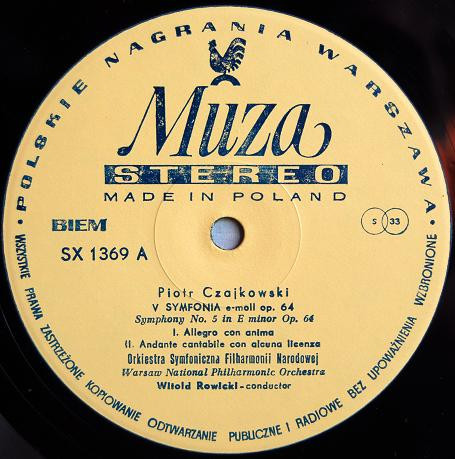 • POLSKIE NAGRANIA WARSZAWA •
Muza
STEREO
MADE IN POLAND
BIEM
S 33
SX 1369 A
Piotr Czajkowski
V SYMFONIA e-moll op. 64
Symphony No. 5 in E minor Op. 64
I. Allegro con anima
II. Andante cantabile con alcuna licenza
Orkiestra Symfoniczna Filharmonii Narodowej
Warsaw National Philharmonic Orchestra
Witold Rowicki - conductor
WSZYSTKIE PRAWA ZASTRZEŻONE KOPIOWANIE ODTWARZANIE PUBLICZNE I RADIOWE BEZ UPOWAŻNIENIA WZBRONIONE